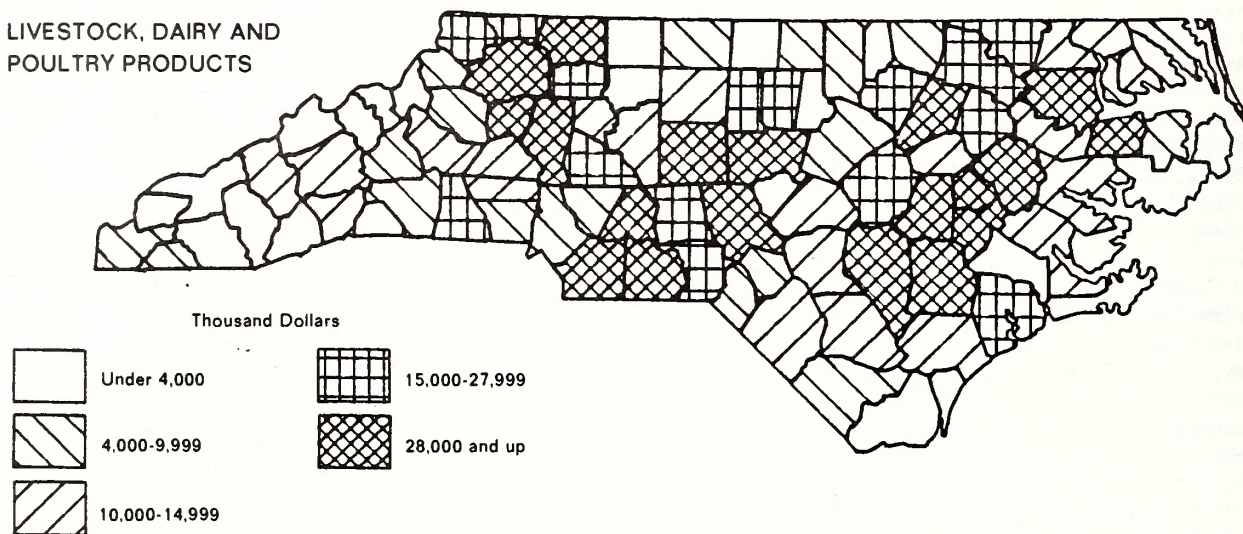 LIVESTOCK, DAIRY AND
POULTRY PRODUCTS
Thousand Dollars
Under 4,000
4,000-9,999
10,000-14,999
15,000-27,999
28,000 and up